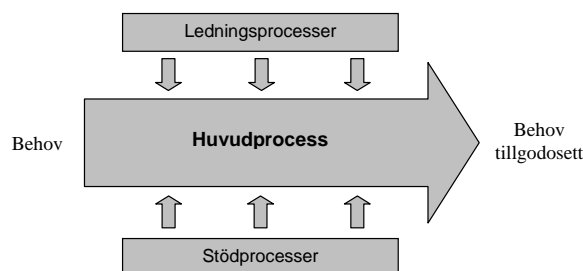 Ledningsprocesser
Behov
Huvudprocess
Behov
tillgodosett
Stödprocesser